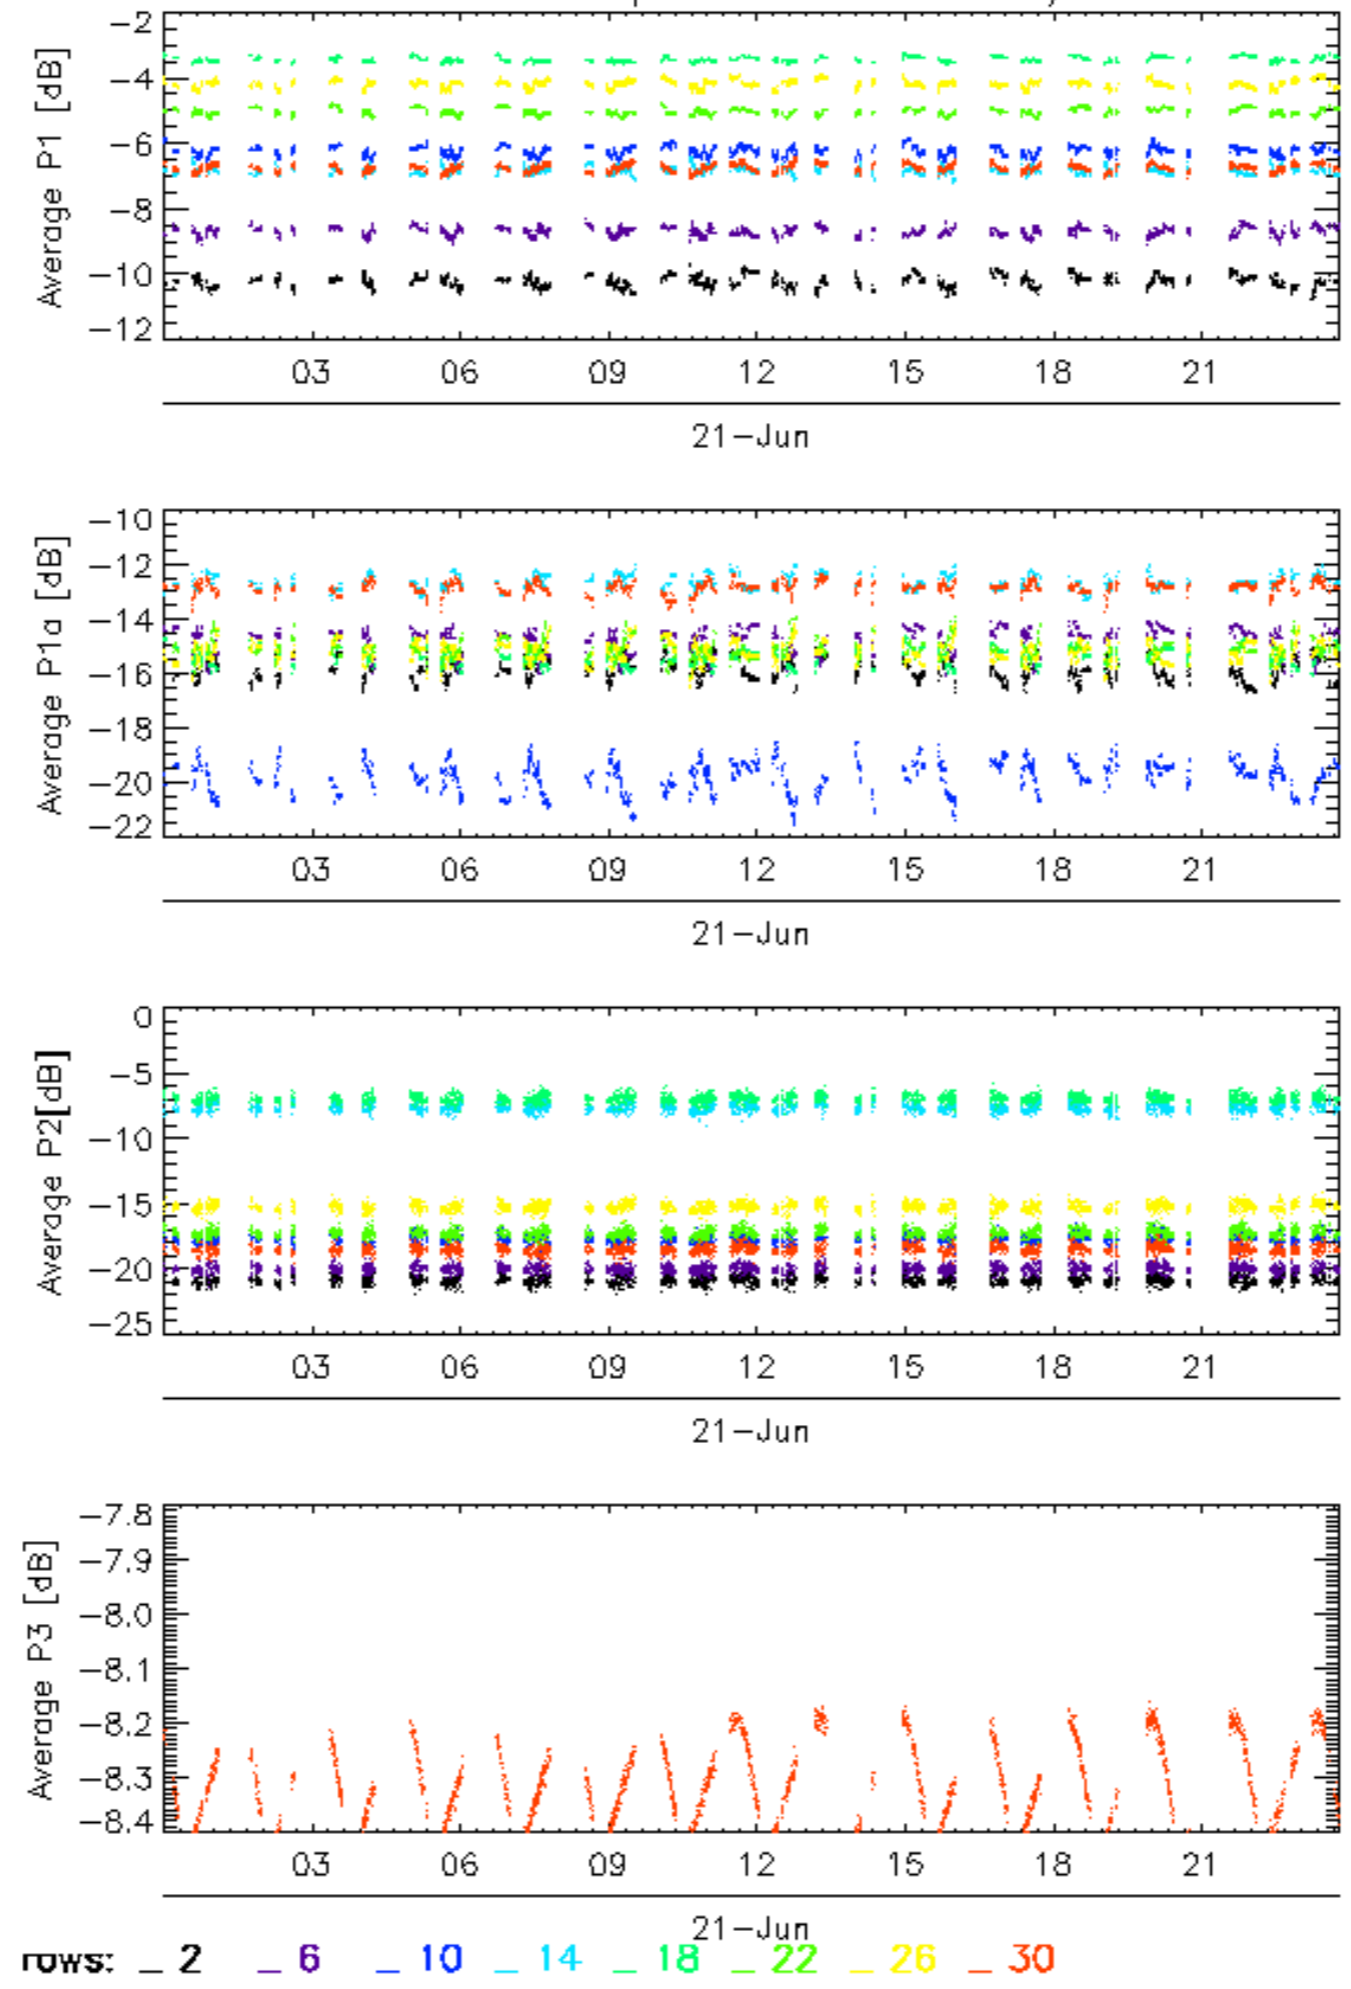 −2
−4
−6
−8
−10
−12
Average P1 [dB]
03 06 09 12 15 18 21
21−Jun
−10
−12
−14
−16
−18
−20
−22
Average P1a [dB]
03 06 09 12 15 18 21
21−Jun
0
−5
−10
−15
−20
−25
Average P2[dB]
03 06 09 12 15 18 21
21−Jun
−7.8
−7.9
−8.0
−8.1
−8.2
−8.3
−8.4
Average P3 [dB]
03 06 09 12 15 18 21
21−Jun
rows: _ 2 _ 6 _ 10 _ 14 _ 18 _ 22 _ 26 _ 30